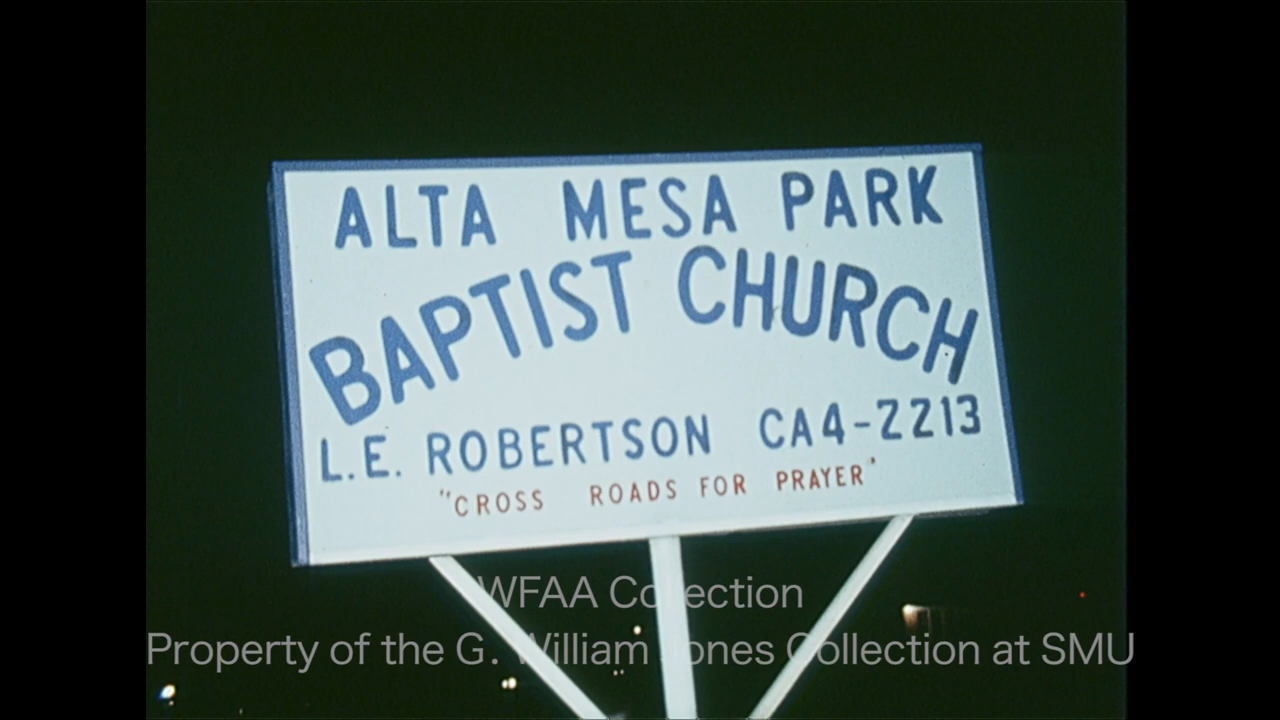 ALTA MESA PARK
BAPTIST CHURCH
L.E. ROBERTSON CA4-2213
"CROSS ROADS FOR PRAYER"
WFAA Collection
Property of the G. William Jones Collection at SMU